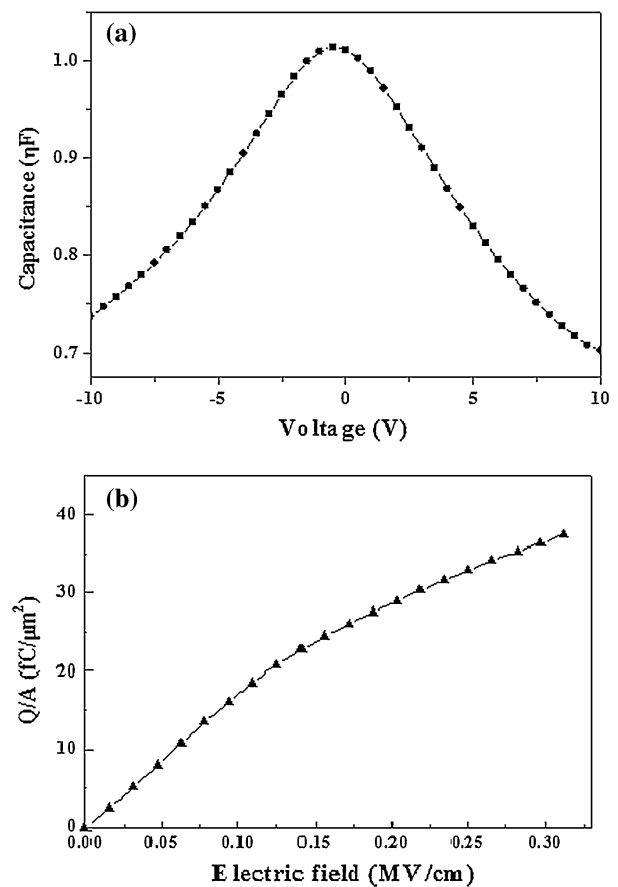 (a)
1.0
0.9
0.8
0.7
Capacitance (ηF)
-10 -5 0 5 10
Voltage (V)
(b)
40
30
20
10
0
Q/A (fC/μm²)
0.00 0.05 0.10 0.15 0.20 0.25 0.30
Electric field (MV/cm)